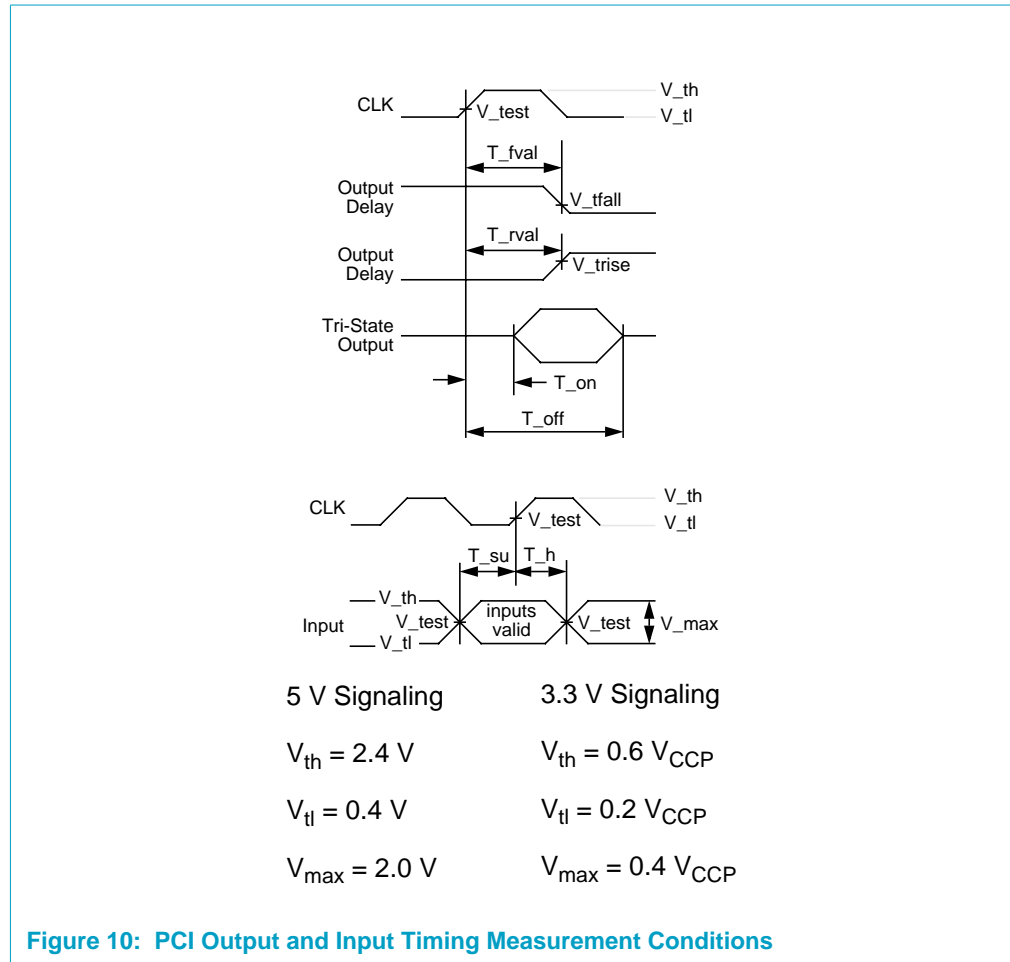 CLK
V_test
V_th
V_tl
T_fval
Output
Delay
V_tfall
T_rval
Output
Delay
V_trise
Tri-State
Output
T_on
T_off
CLK
V_test
V_th
V_tl
T_su
T_h
V_th
Input
V_test
inputs
valid
V_test
V_max
V_tl
5 V Signaling
3.3 V Signaling
V_th = 2.4 V
V_th = 0.6 V_CCP
V_tl = 0.4 V
V_tl = 0.2 V_CCP
V_max = 2.0 V
V_max = 0.4 V_CCP
Figure 10: PCI Output and Input Timing Measurement Conditions